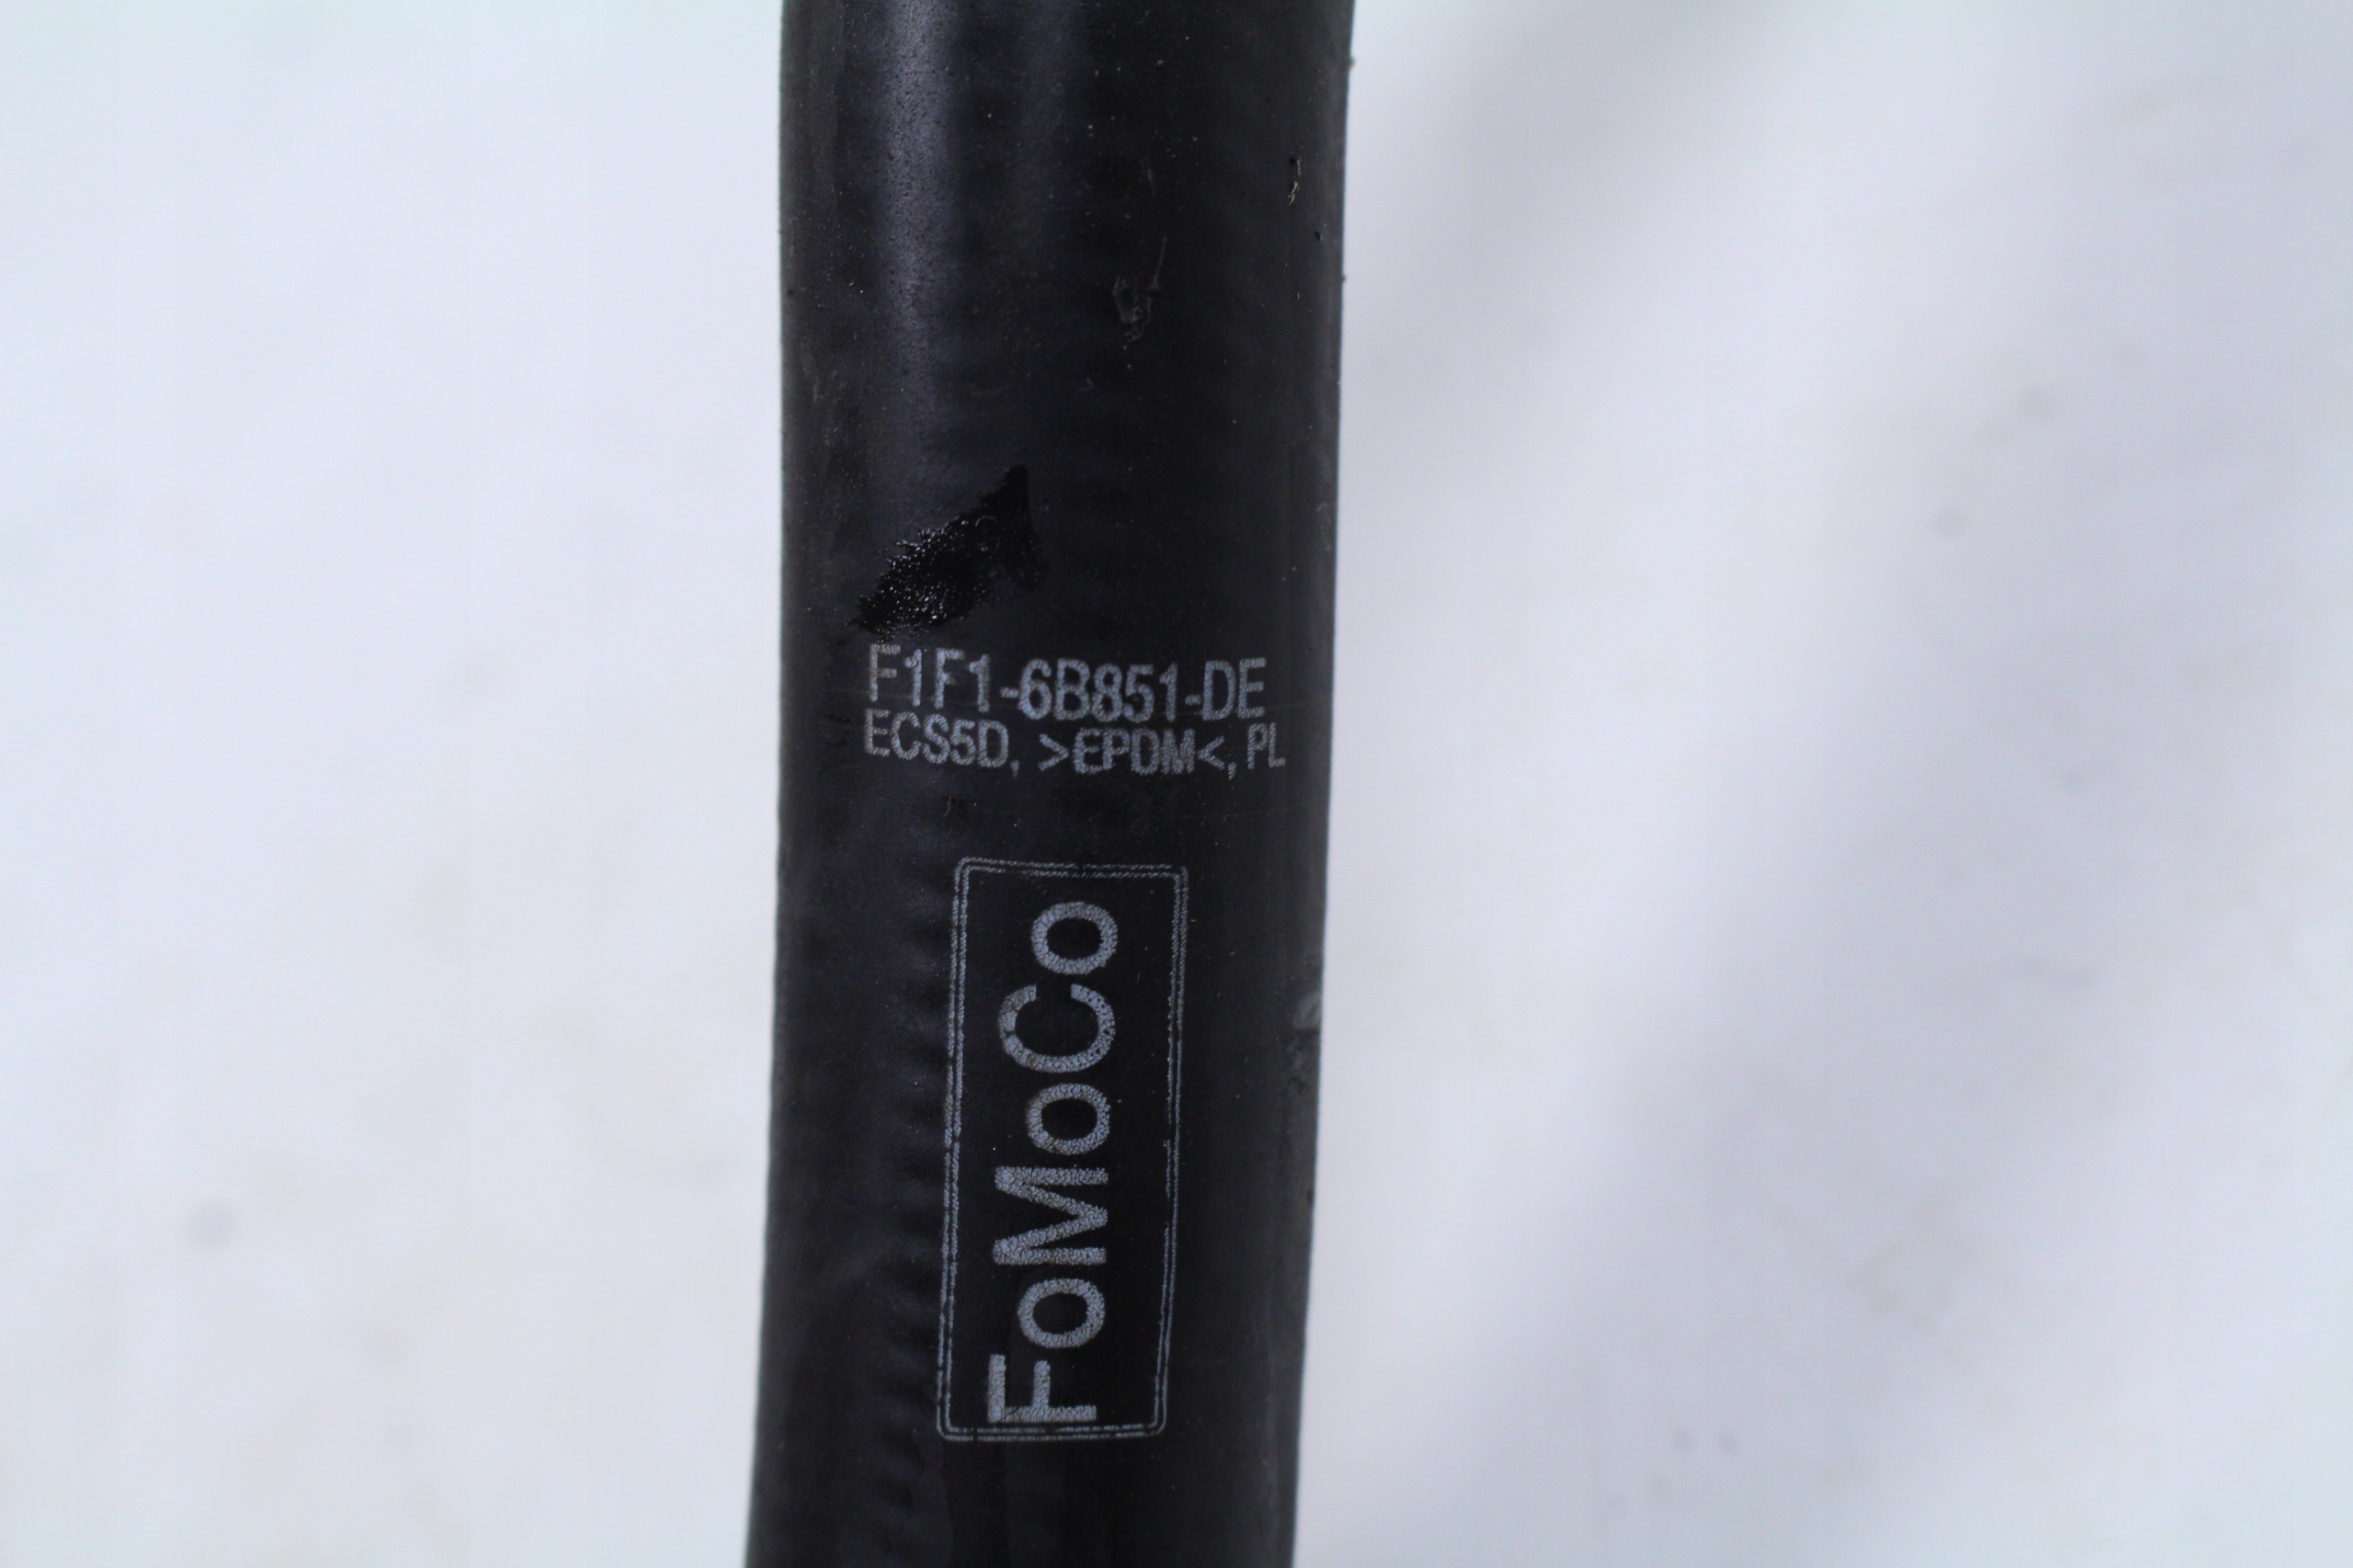 F1F1-6B851-DE
ECS5D, >EPDM<, PL
FoMoCo